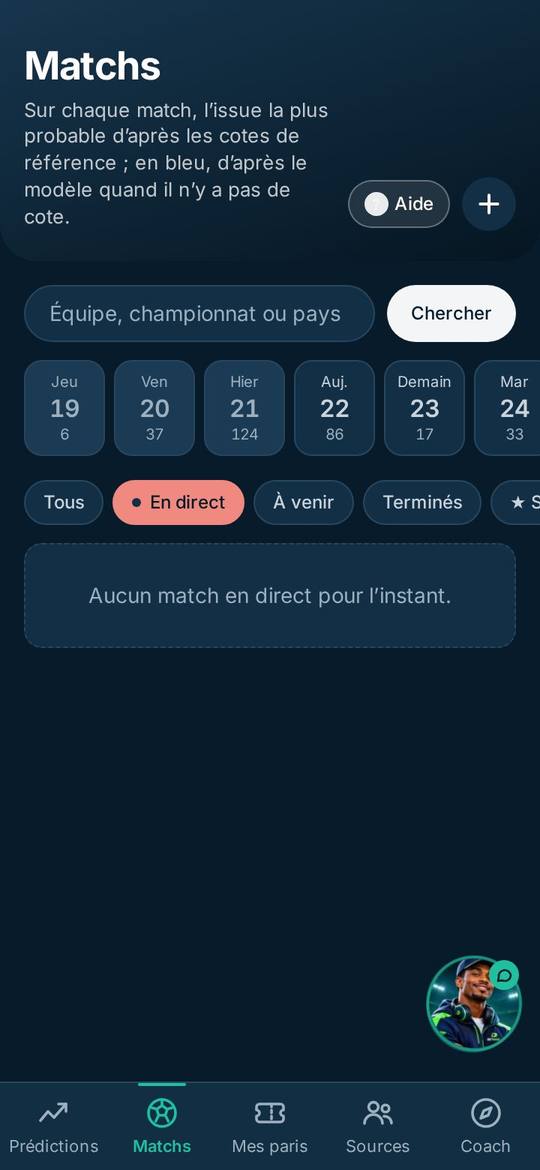 Matchs
Sur chaque match, l’issue la plus
probable d’après les cotes de
référence ; en bleu, d’après le
modèle quand il n’y a pas de
cote.
Aide
Équipe, championnat ou pays
Chercher
Jeu Ven Hier Auj. Demain Mar
19 20 21 22 23 24
6 37 124 86 17 33
Tous En direct À venir Terminés ★ S
Aucun match en direct pour l’instant.
Prédictions Matchs Mes paris Sources Coach